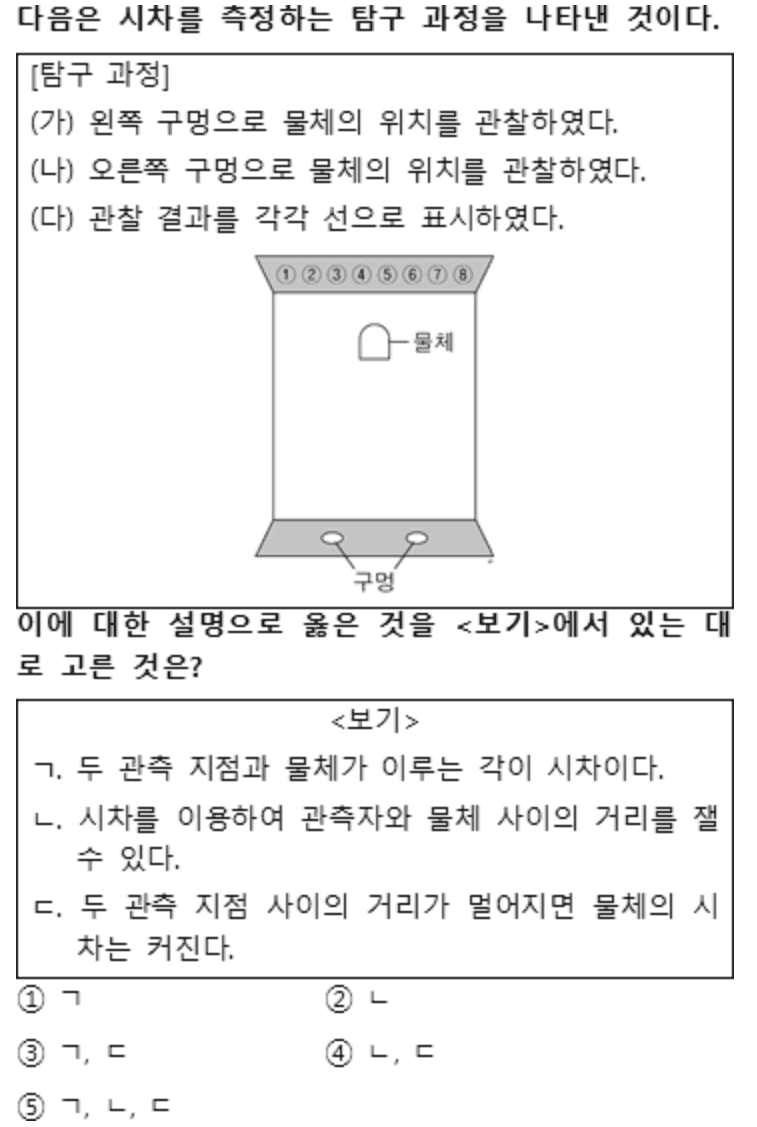 다음은 시차를 측정하는 탐구 과정을 나타낸 것이다.
[탐구 과정]
(가) 왼쪽 구멍으로 물체의 위치를 관찰하였다.
(나) 오른쪽 구멍으로 물체의 위치를 관찰하였다.
(다) 관찰 결과를 각각 선으로 표시하였다.
①②③④⑤⑥⑦⑧
물체
구멍
이에 대한 설명으로 옳은 것을 <보기>에서 있는 대
로 고른 것은?
<보기>
ㄱ. 두 관측 지점과 물체가 이루는 각이 시차이다.
ㄴ. 시차를 이용하여 관측자와 물체 사이의 거리를 잴
수 있다.
ㄷ. 두 관측 지점 사이의 거리가 멀어지면 물체의 시
차는 커진다.
① ㄱ ② ㄴ
③ ㄱ, ㄷ ④ ㄴ, ㄷ
⑤ ㄱ, ㄴ, ㄷ